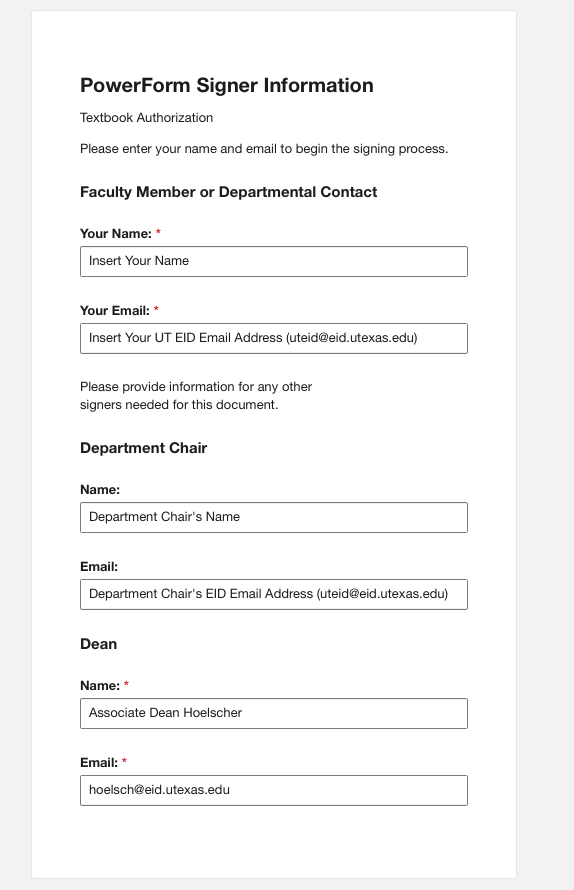 PowerForm Signer Information
Textbook Authorization
Please enter your name and email to begin the signing process.
Faculty Member or Departmental Contact
Your Name: *
Insert Your Name
Your Email: *
Insert Your UT EID Email Address (uteid@eid.utexas.edu)
Please provide information for any other
signers needed for this document.
Department Chair
Name:
Department Chair's Name
Email:
Department Chair's EID Email Address (uteid@eid.utexas.edu)
Dean
Name: *
Associate Dean Hoelscher
Email: *
hoelsch@eid.utexas.edu